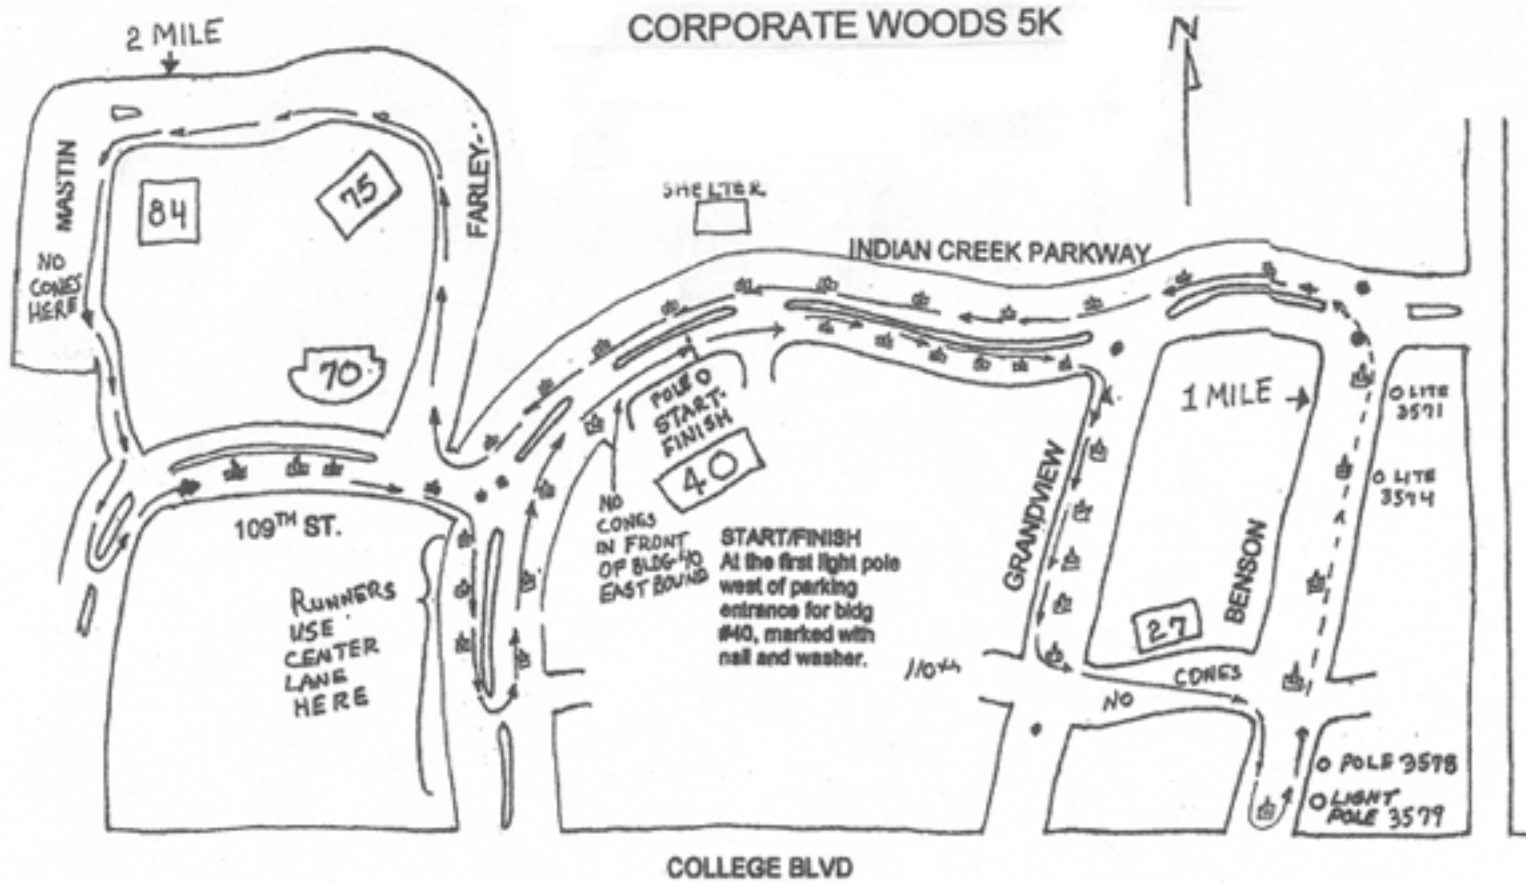 CORPORATE WOODS 5K
N
2 MILE
MASTIN
FARLEY
84
75
SHELTER
INDIAN CREEK PARKWAY
NO
CONES
HERE
70
POLE
START-
FINISH
40
1 MILE
LITE
3571
LITE
3574
GRANDVIEW
BENSON
109TH ST.
NO
CONES
IN FRONT
OF BLDG 40
EAST BOUND
START/FINISH
At the first light pole
west of parking
entrance for bldg
#40, marked with
nail and washer.
RUNNERS
USE
CENTER
LANE
HERE
27
110th
NO CONES
POLE 3578
LIGHT
POLE 3579
COLLEGE BLVD